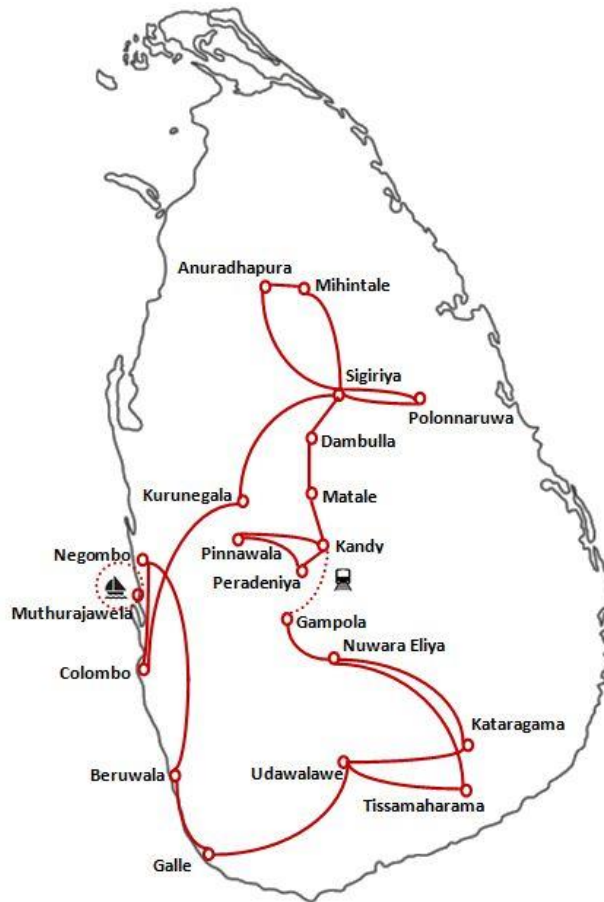 Anuradhapura
Mihintale
Sigiriya
Polonnaruwa
Dambulla
Kurunegala
Matale
Negombo
Pinnawala
Kandy
Peradeniya
Muthurajawela
Gampola
Nuwara Eliya
Colombo
Kataragama
Beruwala
Udawalawe
Tissamaharama
Galle